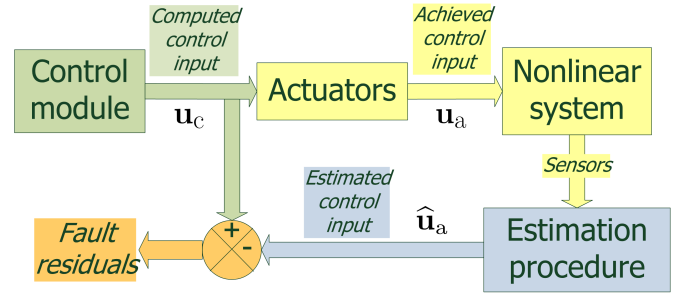 Computed
control
input
Achieved
control
input
Control
module
Actuators
Nonlinear
system
u_c
u_a
Sensors
Estimated
control
input
û_a
+
-
Fault
residuals
Estimation
procedure